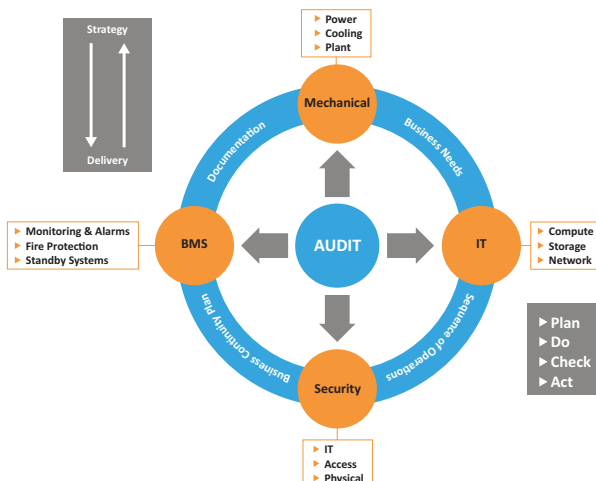 Strategy
Delivery
Power
Cooling
Plant
Mechanical
Documentation
Business Needs
Monitoring & Alarms
Fire Protection
Standby Systems
BMS
AUDIT
IT
Compute
Storage
Network
Business Continuity Plan
Sequence of Operations
Plan
Do
Check
Act
Security
IT
Access
Physical